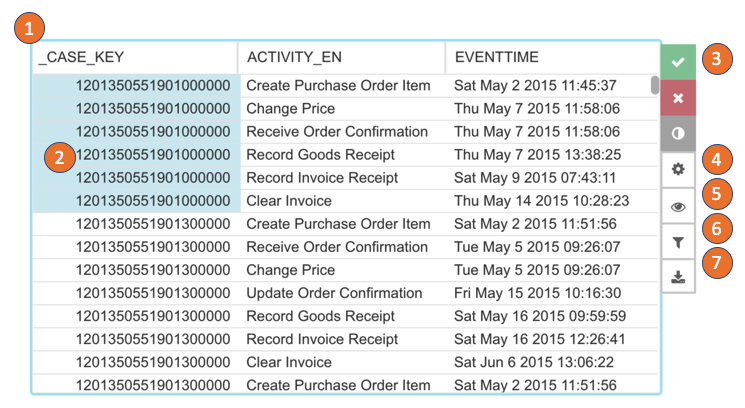 1
_CASE_KEY ACTIVITY_EN EVENTTIME
3
1201350551901000000 Create Purchase Order Item Sat May 2 2015 11:45:37
1201350551901000000 Change Price Thu May 7 2015 11:58:06
1201350551901000000 Receive Order Confirmation Thu May 7 2015 11:58:06
2 1201350551901000000 Record Goods Receipt Thu May 7 2015 13:38:25
4
1201350551901000000 Record Invoice Receipt Sat May 9 2015 07:43:11
5
1201350551901000000 Clear Invoice Thu May 14 2015 10:28:23
1201350551901300000 Create Purchase Order Item Sat May 2 2015 11:51:56
6
1201350551901300000 Receive Order Confirmation Tue May 5 2015 09:26:07
7
1201350551901300000 Change Price Tue May 5 2015 09:26:07
1201350551901300000 Update Order Confirmation Fri May 15 2015 10:16:30
1201350551901300000 Record Goods Receipt Sat May 16 2015 09:59:59
1201350551901300000 Record Invoice Receipt Sat May 16 2015 12:26:41
1201350551901300000 Clear Invoice Sat Jun 6 2015 13:06:22
1201350551901300000 Create Purchase Order Item Sat May 2 2015 11:51:56